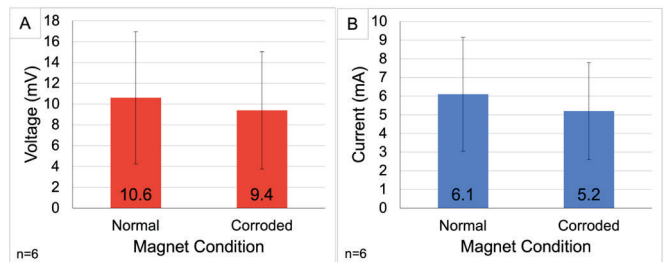 A
Voltage (mV)
18
16
14
12
10
8
6
4
2
0
10.6
9.4
Normal
Corroded
Magnet Condition
n=6
B
Current (mA)
10
9
8
7
6
5
4
3
2
1
0
6.1
5.2
Normal
Corroded
Magnet Condition
n=6